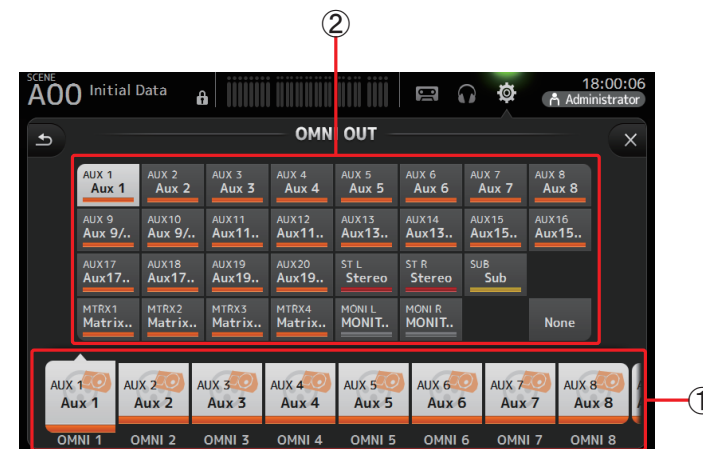 ②
SCENE
A00 Initial Data
18:00:06
Administrator
OMNI OUT
AUX 1 AUX 2 AUX 3 AUX 4 AUX 5 AUX 6 AUX 7 AUX 8
Aux 1 Aux 2 Aux 3 Aux 4 Aux 5 Aux 6 Aux 7 Aux 8
AUX 9 AUX10 AUX11 AUX12 AUX13 AUX14 AUX15 AUX16
Aux 9/.. Aux 9/.. Aux11.. Aux11.. Aux13.. Aux13.. Aux15.. Aux15..
AUX17 AUX18 AUX19 AUX20 ST L ST R SUB
Aux17.. Aux17.. Aux19.. Aux19.. Stereo Stereo Sub
MTRX1 MTRX2 MTRX3 MTRX4 MONI L MONI R
Matrix.. Matrix.. Matrix.. Matrix.. MONIT.. MONIT.. None
AUX 1 AUX 2 AUX 3 AUX 4 AUX 5 AUX 6 AUX 7 AUX 8
Aux 1 Aux 2 Aux 3 Aux 4 Aux 5 Aux 6 Aux 7 Aux 8
①
OMNI 1 OMNI 2 OMNI 3 OMNI 4 OMNI 5 OMNI 6 OMNI 7 OMNI 8